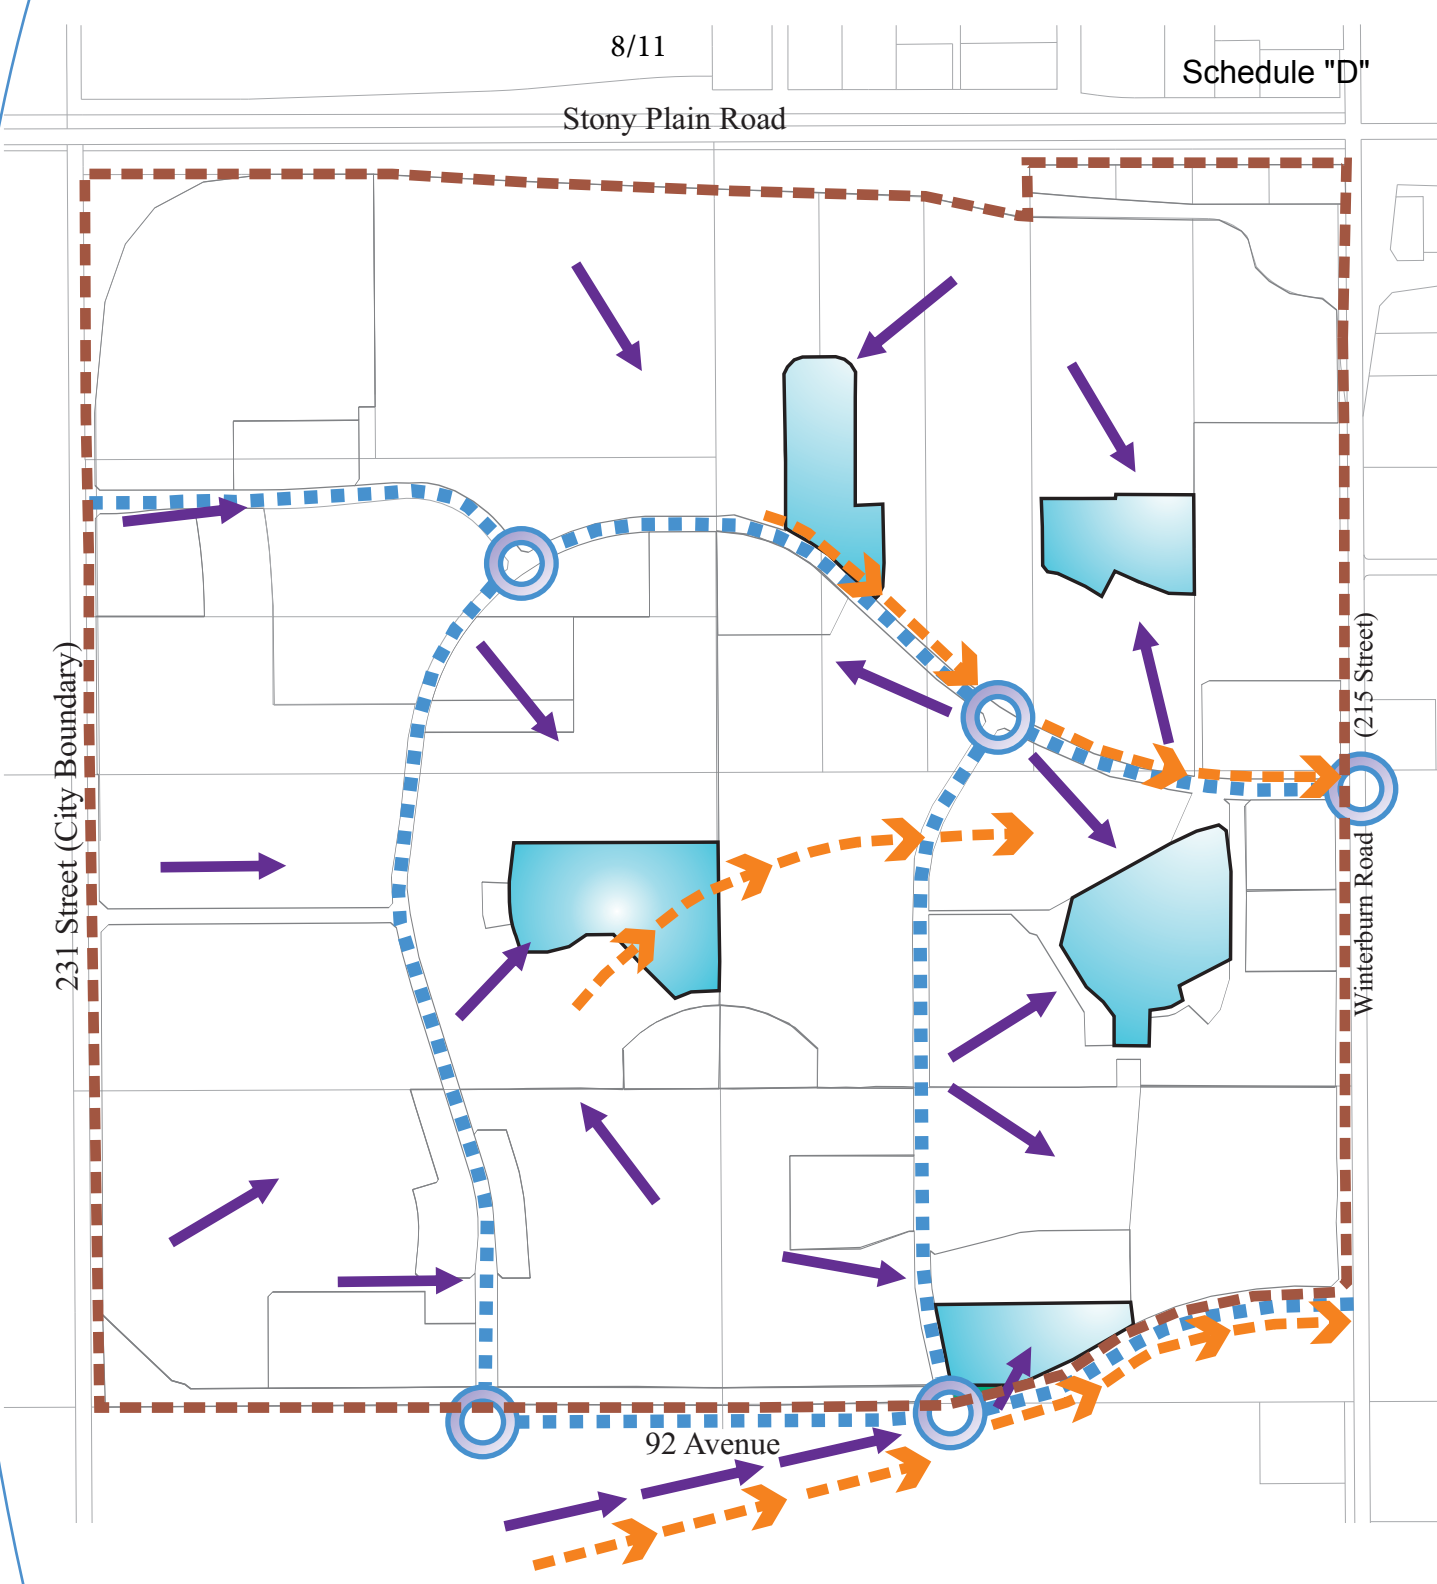 8/11
Schedule "D"
Stony Plain Road
231 Street (City Boundary)
(215 Street)
Winterburn Road
92 Avenue